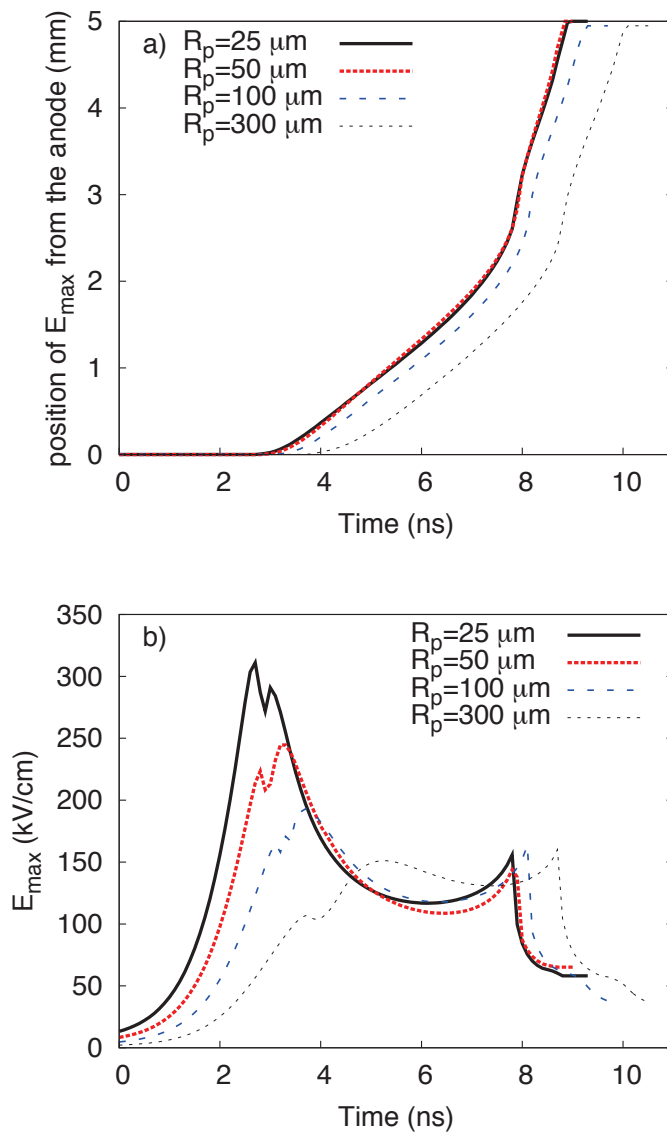 a)
R_p=25 μm
R_p=50 μm
R_p=100 μm
R_p=300 μm
5
4
3
2
1
0
position of E_max from the anode (mm)
0 2 4 6 8 10
Time (ns)
b)
R_p=25 μm
R_p=50 μm
R_p=100 μm
R_p=300 μm
350
300
250
200
150
100
50
0
E_max (kV/cm)
0 2 4 6 8 10
Time (ns)